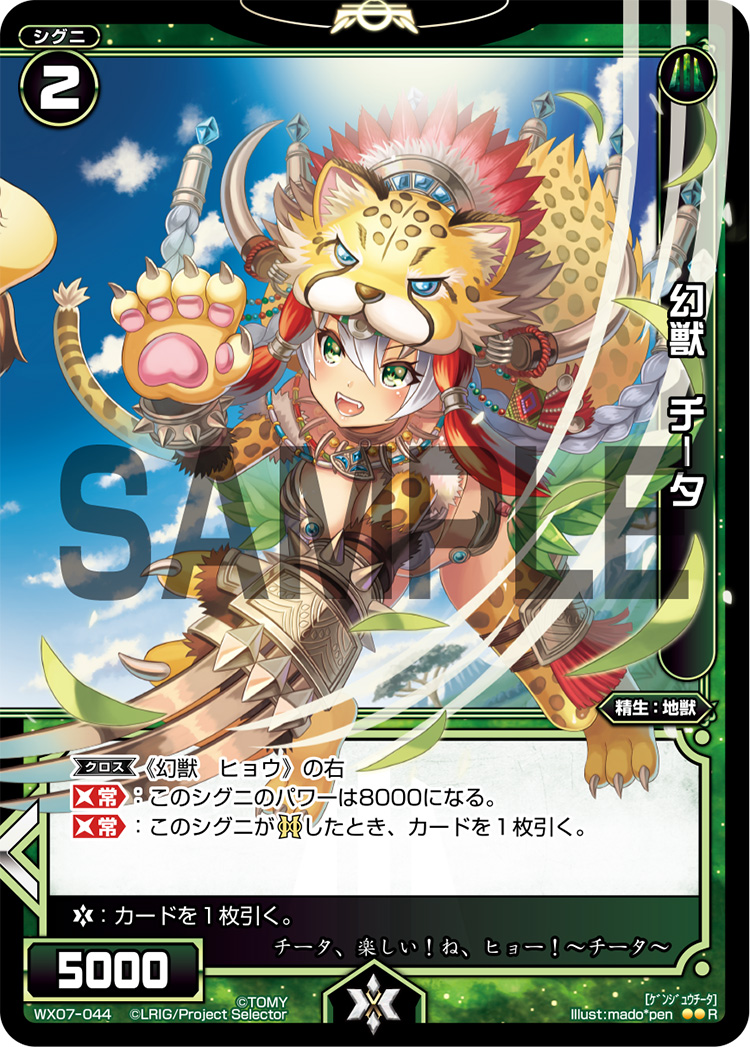 シグニ
2
幻獣 チータ
SAMPLE
精生：地獣
クロス 《幻獣 ヒョウ》の右
常：このシグニのパワーは8000になる。
常：このシグニがしたとき、カードを1枚引く。
：カードを1枚引く。
チータ、楽しい！ね、ヒョー！～チータ～
5000
©TOMY
[ｹﾞﾝｼﾞｭｳﾁｰﾀ]
WX07-044 ©LRIG/Project Selector
Illust:mado*pen R